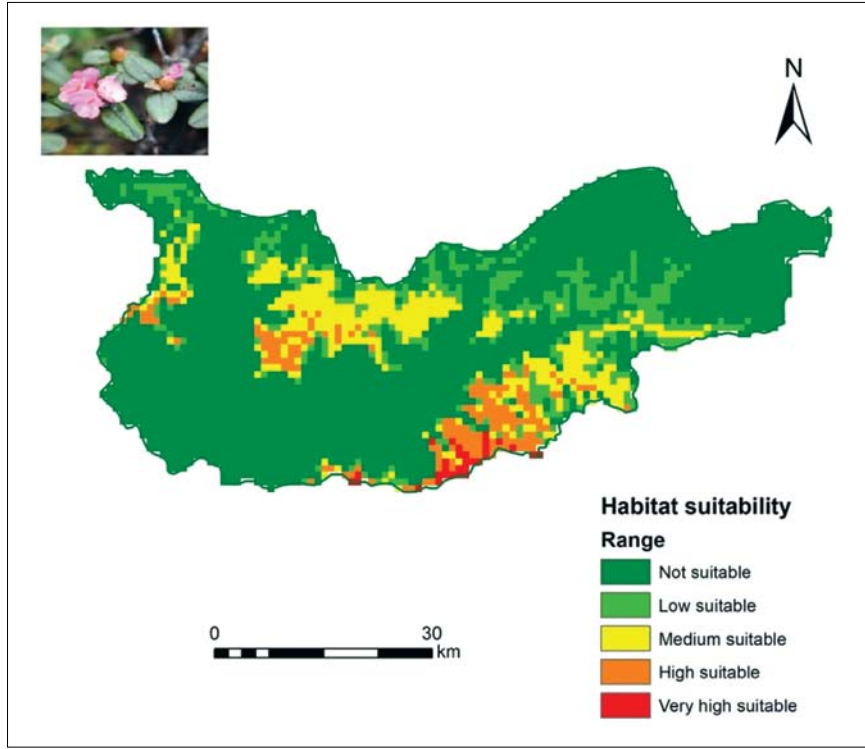 N
Habitat suitability
Range
Not suitable
Low suitable
Medium suitable
High suitable
Very high suitable
0 30
km